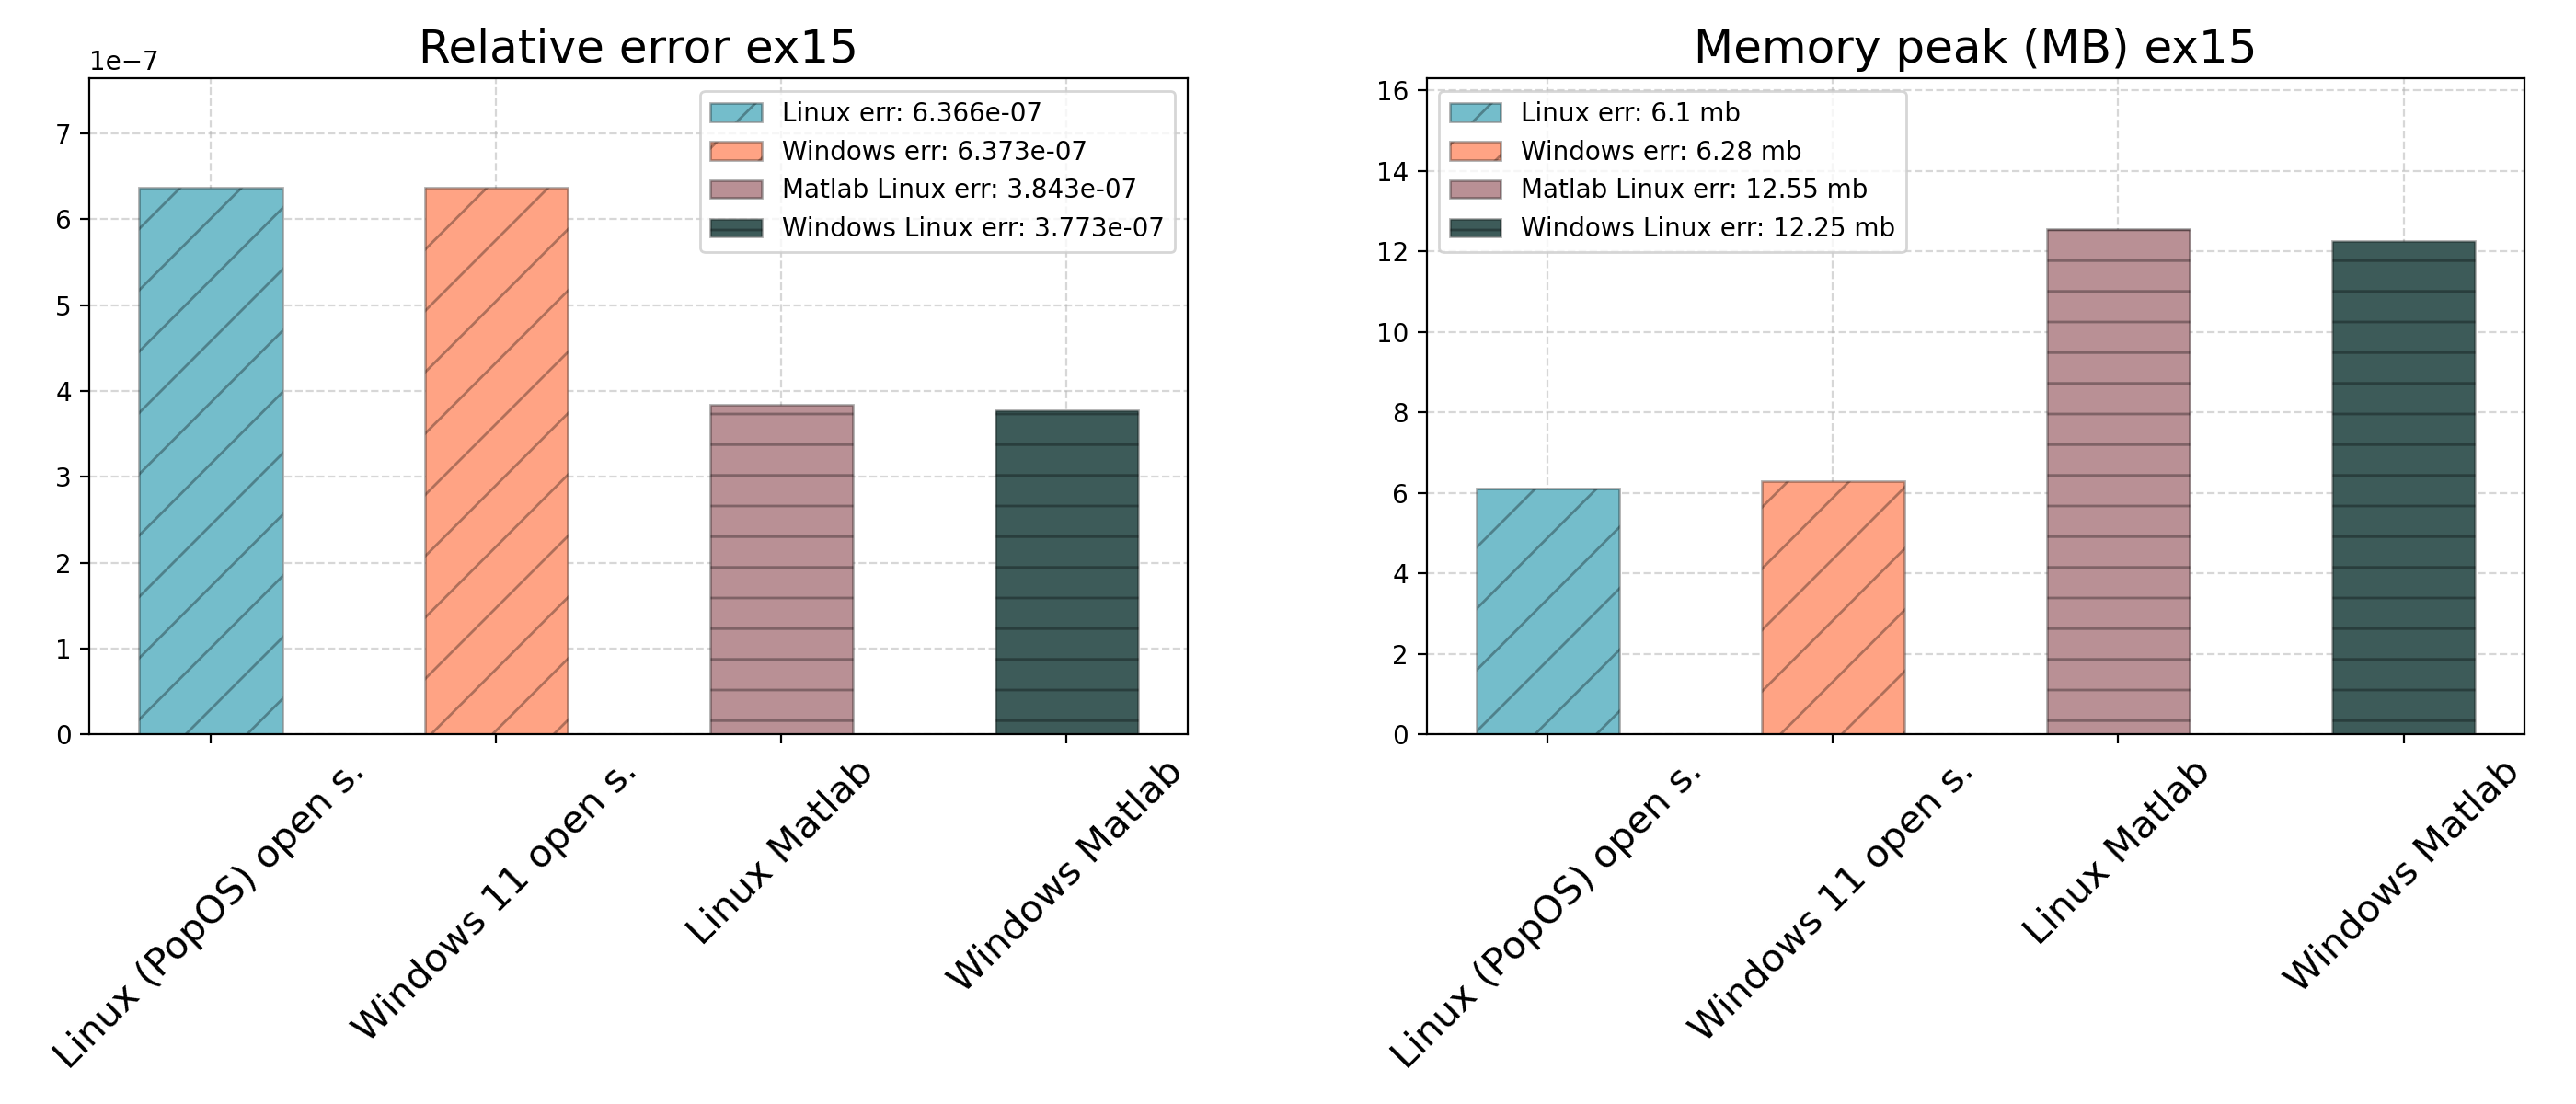 Relative error ex15
1e−7
7
6
5
4
3
2
1
0
Linux err: 6.366e-07
Windows err: 6.373e-07
Matlab Linux err: 3.843e-07
Windows Linux err: 3.773e-07
Linux (PopOS) open s.
Windows 11 open s.
Linux Matlab
Windows Matlab
Memory peak (MB) ex15
16
14
12
10
8
6
4
2
0
Linux err: 6.1 mb
Windows err: 6.28 mb
Matlab Linux err: 12.55 mb
Windows Linux err: 12.25 mb
Linux (PopOS) open s.
Windows 11 open s.
Linux Matlab
Windows Matlab